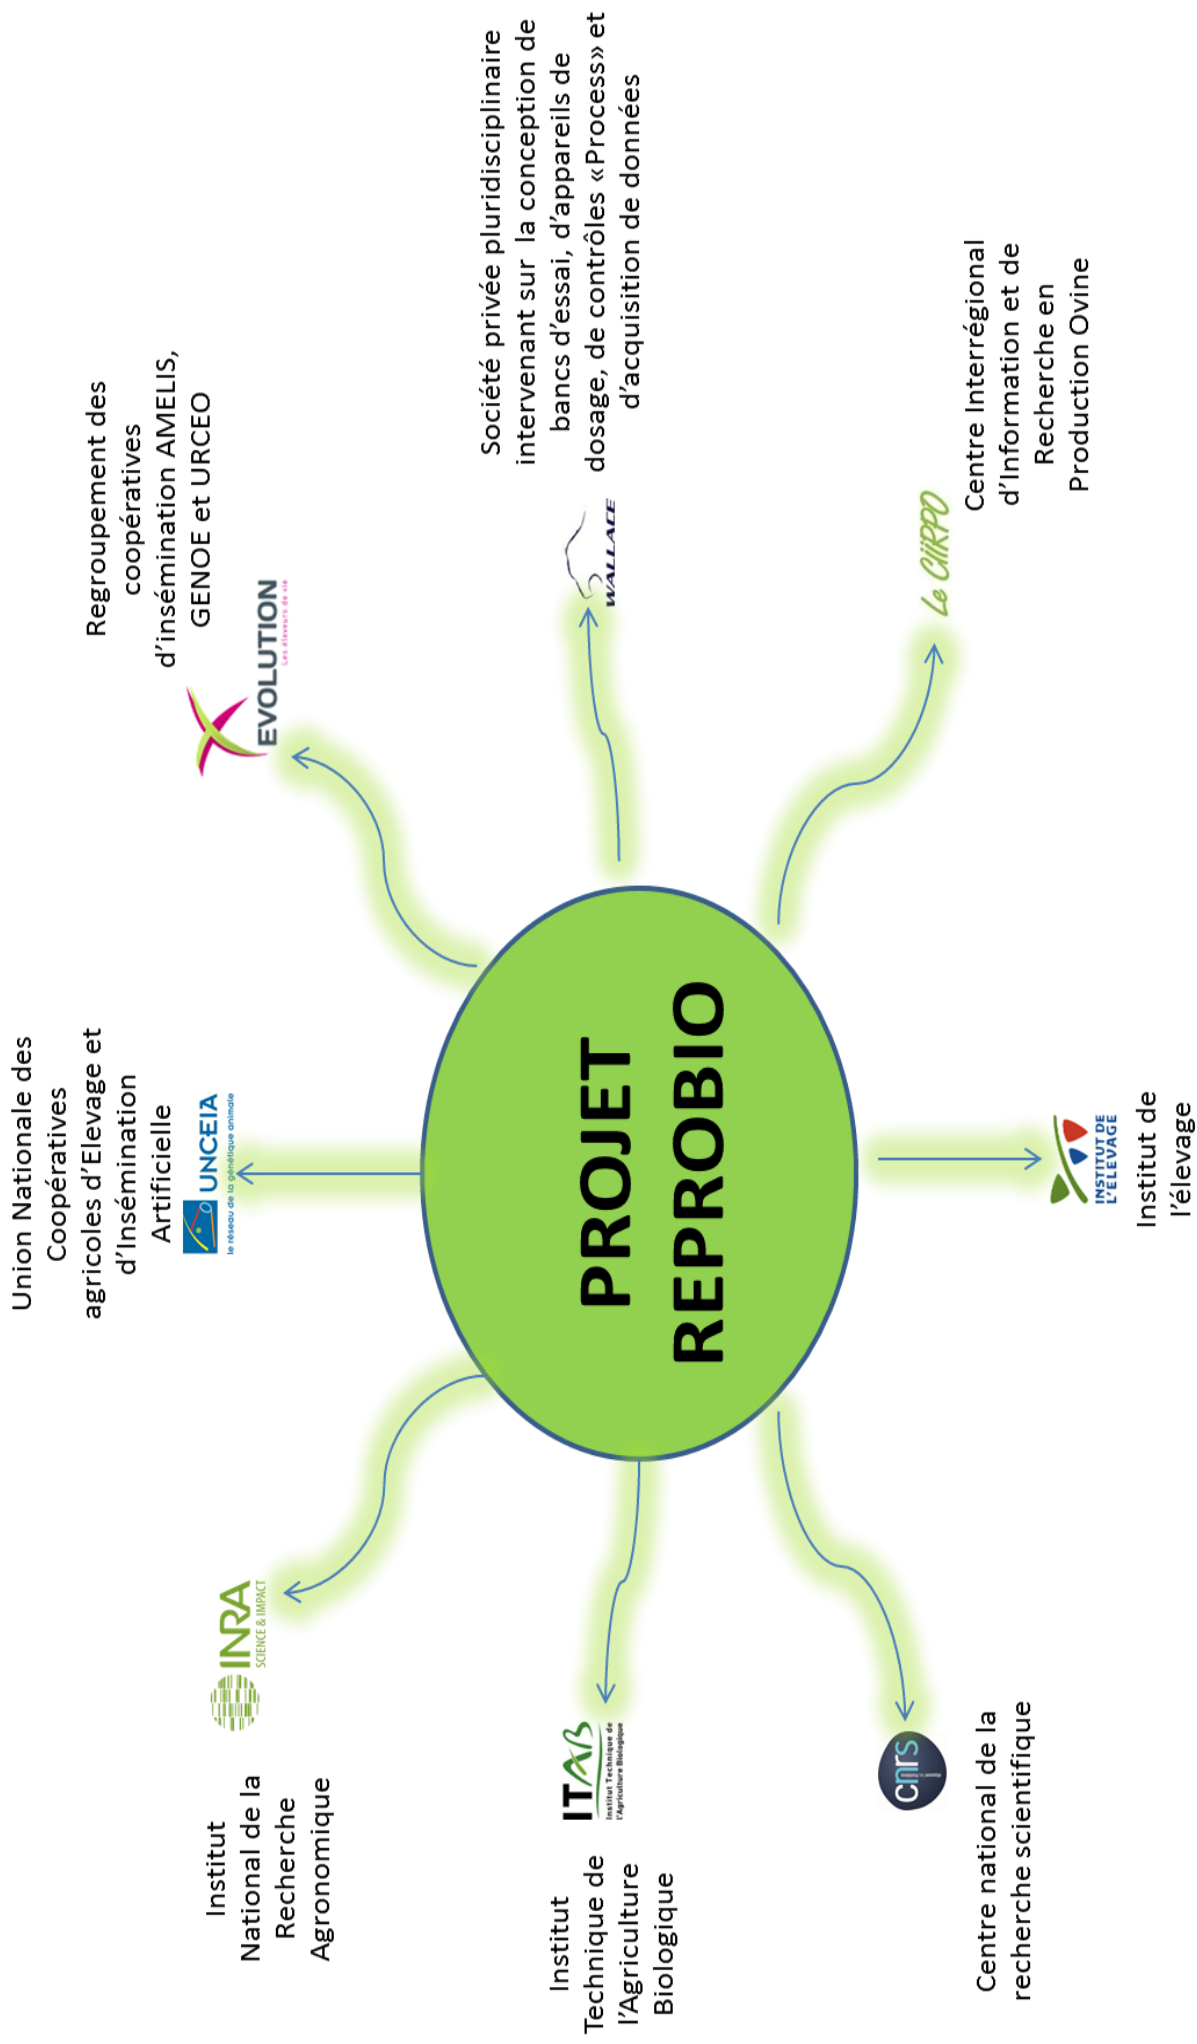 Union Nationale des
Coopératives
agricoles d'Elevage et
d'Insémination
Artificielle
UNCEIA
le réseau de la génétique animale
Regroupement des
coopératives
d'insémination AMELIS,
GENOE et URCEO
EVOLUTION
Les éleveurs de vie
INRA
SCIENCE & IMPACT
Institut
National de la
Recherche
Agronomique
Société privée pluridisciplinaire
intervenant sur la conception de
bancs d'essai, d'appareils de
dosage, de contrôles «Process» et
d'acquisition de données
WALLACE
PROJET
REPROBIO
ITAB
Institut Technique de
l'Agriculture Biologique
Institut
Technique de
l'Agriculture
Biologique
Le CIIRPO
Centre Interrégional
d'Information et de
Recherche en
Production Ovine
cnrs
Centre national de la
recherche scientifique
INSTITUT DE
L'ELEVAGE
Institut de
l'élevage